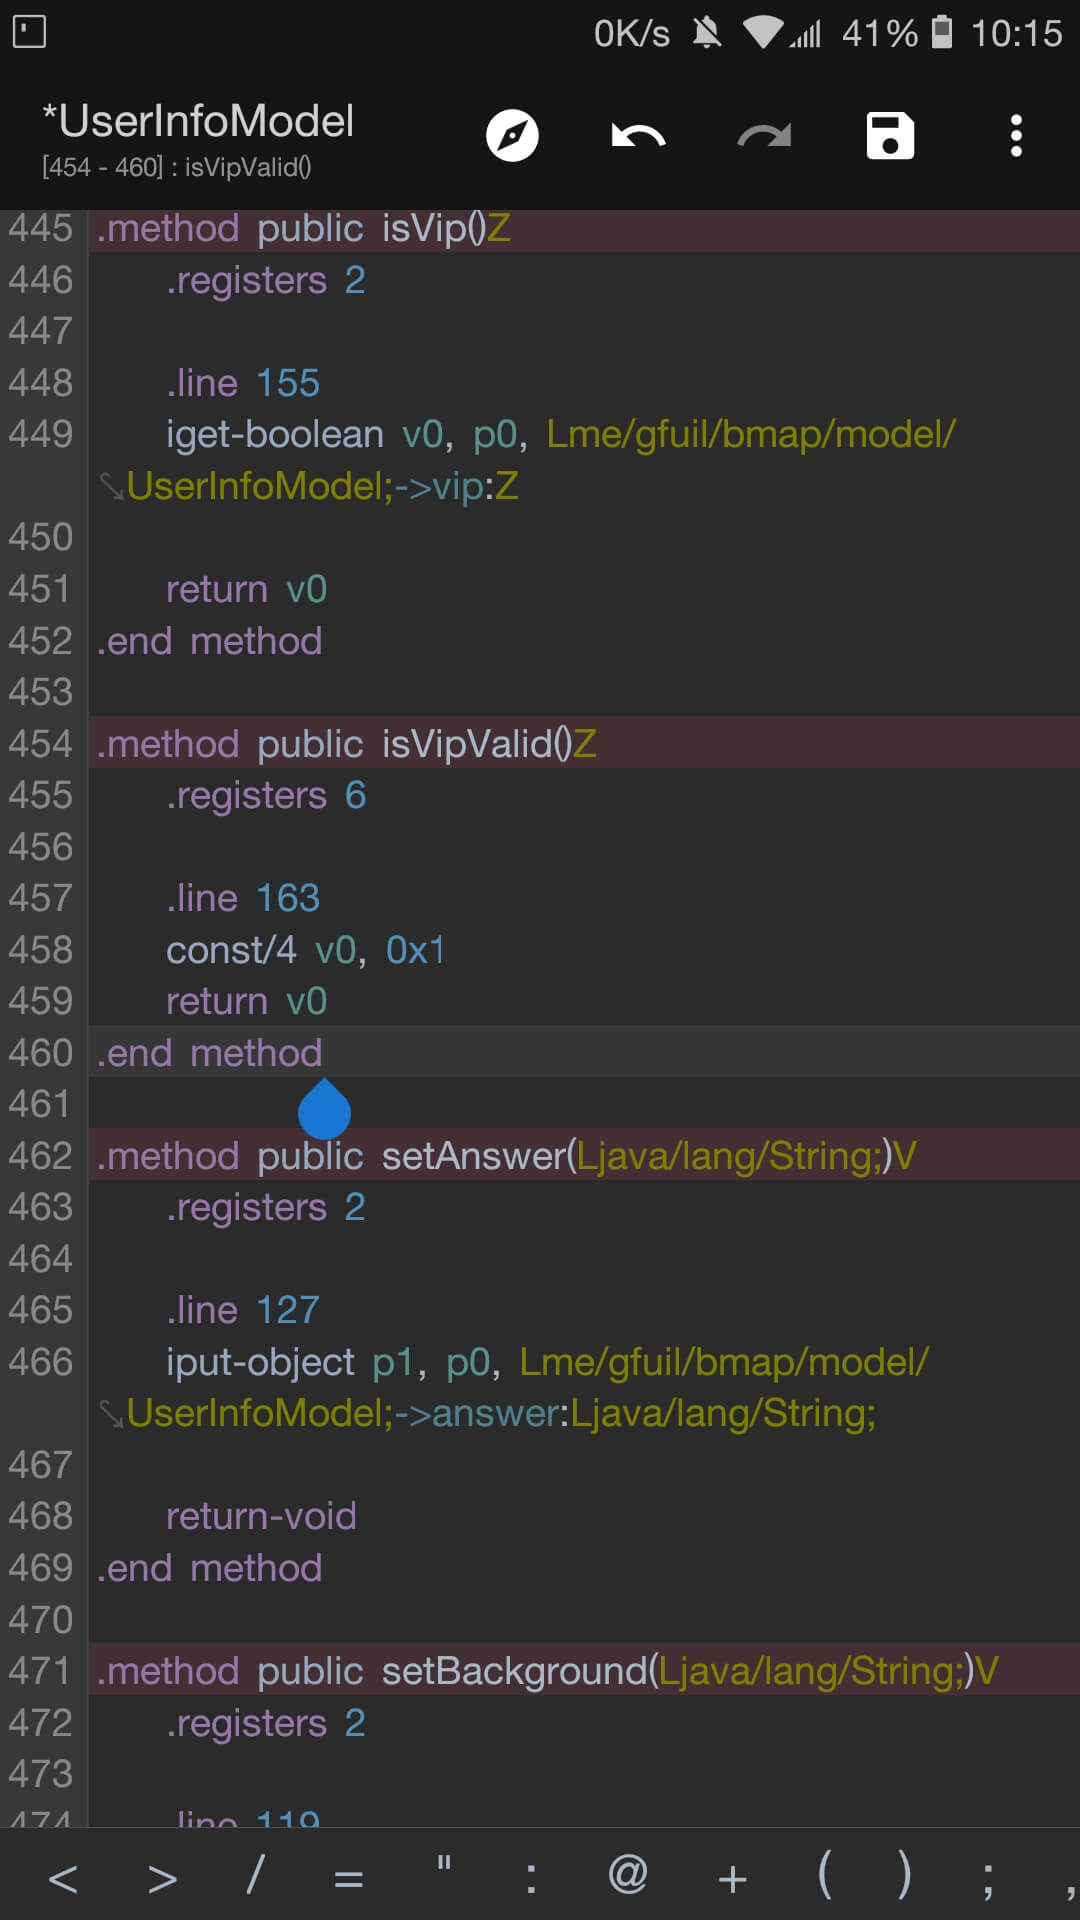 0K/s 41% 10:15
*UserInfoModel
[454 - 460] : isVipValid()
445 .method public isVip()Z
446 .registers 2
447
448 .line 155
449 iget-boolean v0, p0, Lme/gfuil/bmap/model/
UserInfoModel;->vip:Z
450
451 return v0
452 .end method
453
454 .method public isVipValid()Z
455 .registers 6
456
457 .line 163
458 const/4 v0, 0x1
459 return v0
460 .end method
461
462 .method public setAnswer(Ljava/lang/String;)V
463 .registers 2
464
465 .line 127
466 iput-object p1, p0, Lme/gfuil/bmap/model/
UserInfoModel;->answer:Ljava/lang/String;
467
468 return-void
469 .end method
470
471 .method public setBackground(Ljava/lang/String;)V
472 .registers 2
473
474 .line 119
< > / = " : @ + ( ) ; ,